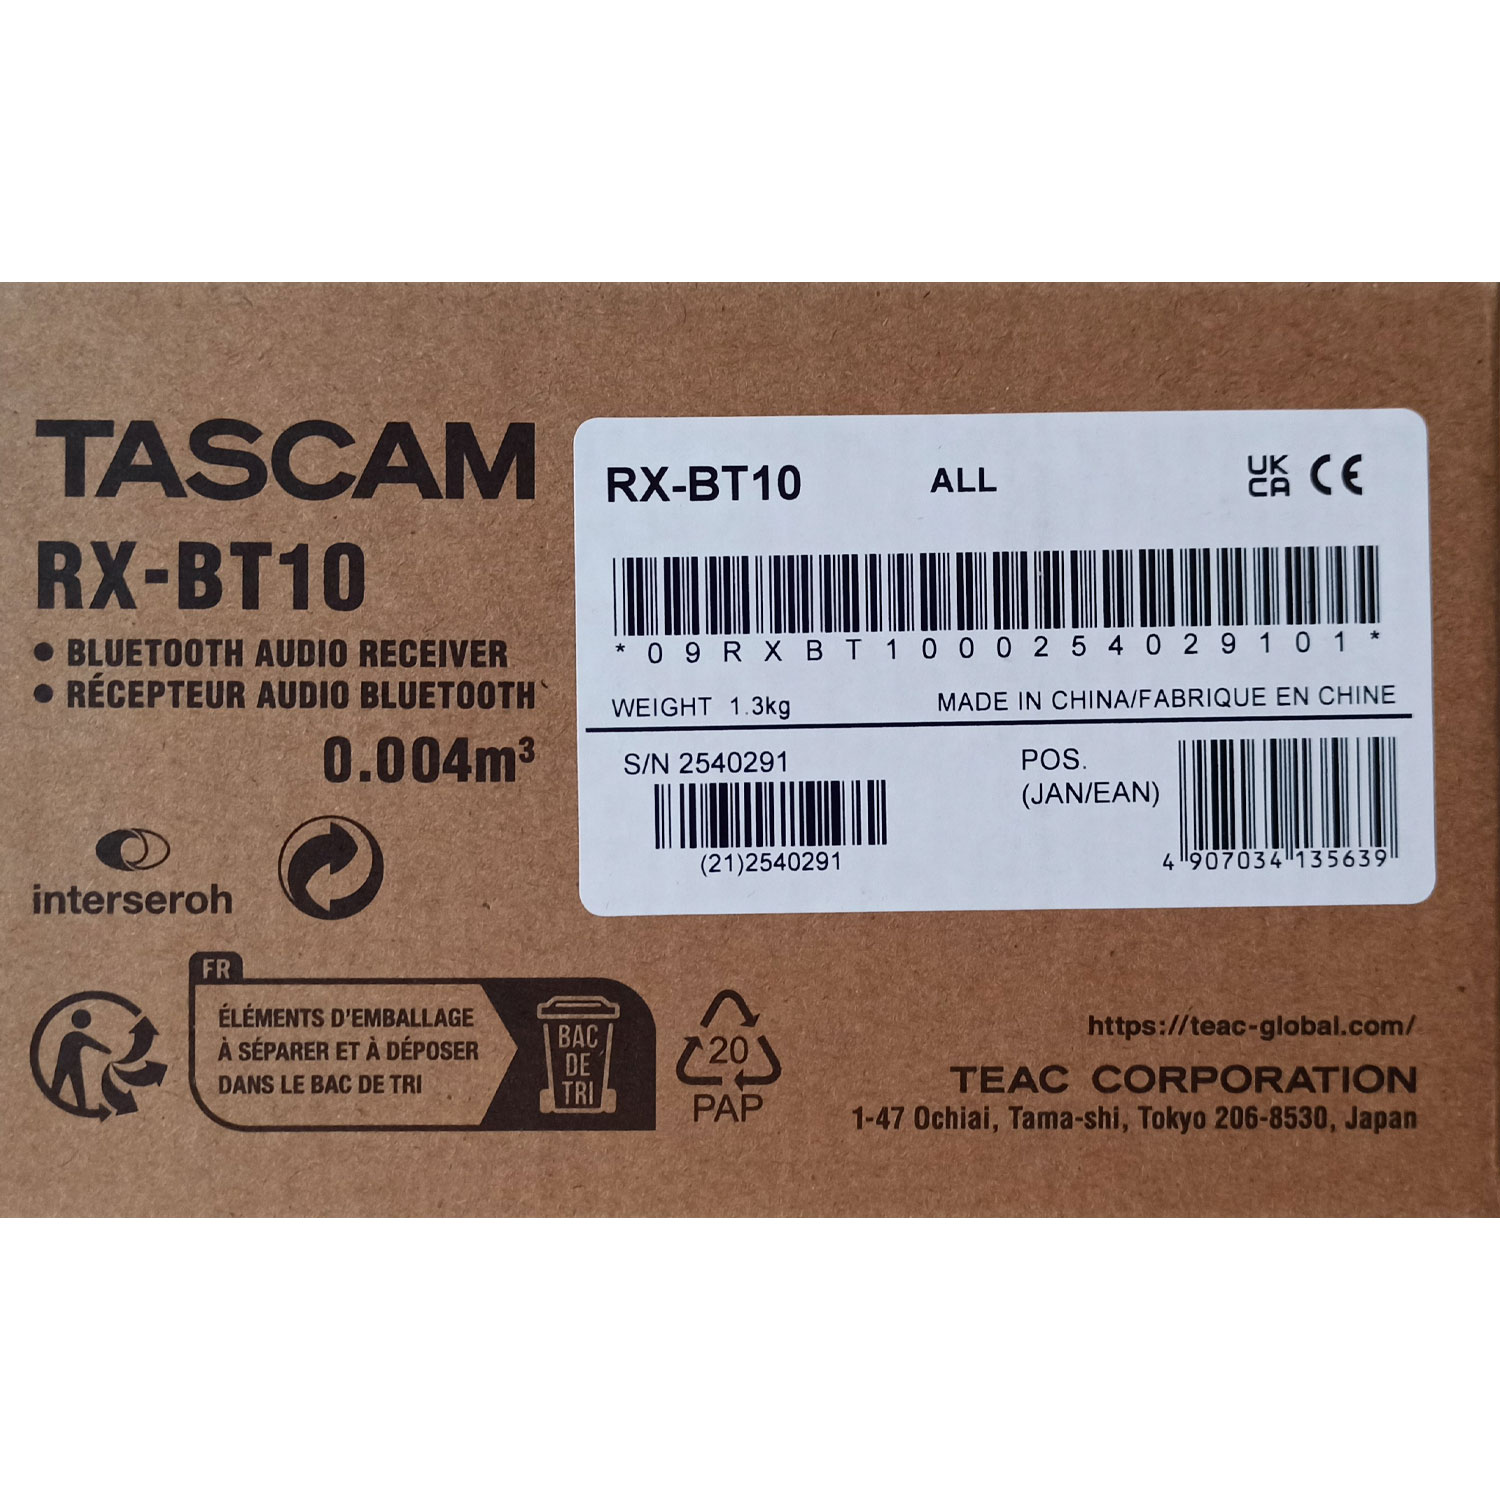 TASCAM
RX-BT10
• BLUETOOTH AUDIO RECEIVER
• RÉCEPTEUR AUDIO BLUETOOTH
0.004m³
interseroh
RX-BT10 ALL UK CA CE
*09RXBT1000254029101*
WEIGHT 1.3kg MADE IN CHINA/FABRIQUE EN CHINE
S/N 2540291
(21)2540291
POS.
(JAN/EAN)
4 907034 135639
FR
ÉLÉMENTS D'EMBALLAGE
À SÉPARER ET À DÉPOSER
DANS LE BAC DE TRI
BAC
DE
TRI
20
PAP
https://teac-global.com/
TEAC CORPORATION
1-47 Ochiai, Tama-shi, Tokyo 206-8530, Japan